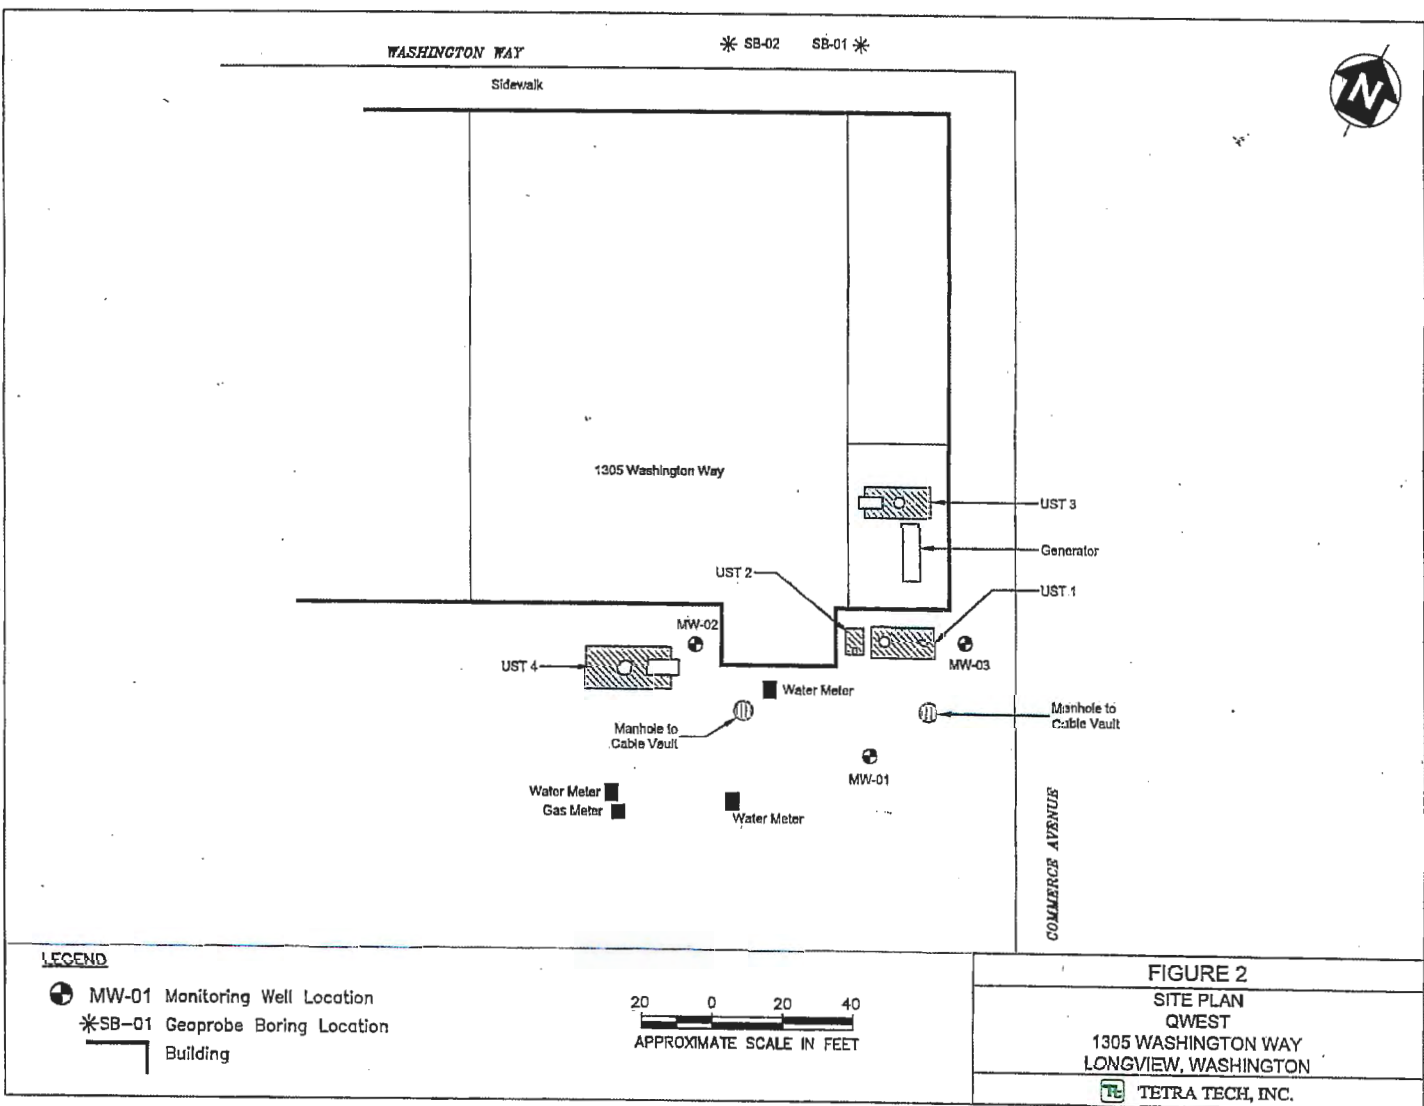 WASHINGTON WAY
SB-02
SB-01
Sidewalk
N
1305 Washington Way
UST 3
Generator
UST 2
UST 1
MW-02
UST 4
MW-03
Water Meter
Manhole to
Cable Vault
Manhole to
Cable Vault
MW-01
Water Meter
Gas Meter
Water Meter
COMMERCE AVENUE
LEGEND
MW-01 Monitoring Well Location
SB-01 Geoprobe Boring Location
Building
20 0 20 40
APPROXIMATE SCALE IN FEET
FIGURE 2
SITE PLAN
QWEST
1305 WASHINGTON WAY
LONGVIEW, WASHINGTON
Tt TETRA TECH, INC.